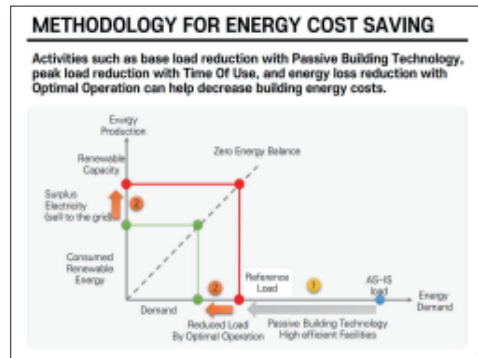 METHODOLOGY FOR ENERGY COST SAVING
Activities such as base load reduction with Passive Building Technology,
peak load reduction with Time Of Use, and energy loss reduction with
Optimal Operation can help decrease building energy costs.
Energy
Production
Zero Energy Balance
Renewable
Capacity
Surplus
Electricity
(sell to the grid)
2
Consumed
Renewable
Energy
Reference
Load
2
1
AS-IS
load
Energy
Demand
Demand
Reduced Load
By Optimal Operation
Passive Building Technology
High efficient Facilities